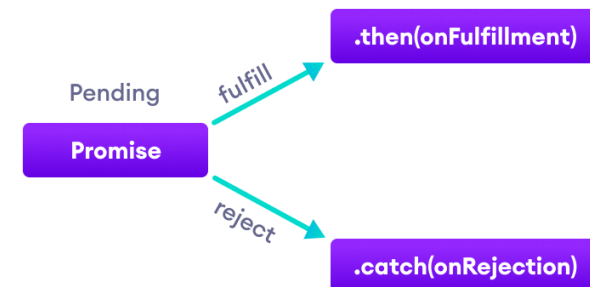 .then(onFulfillment)
Pending
fulfill
Promise
reject
.catch(onRejection)